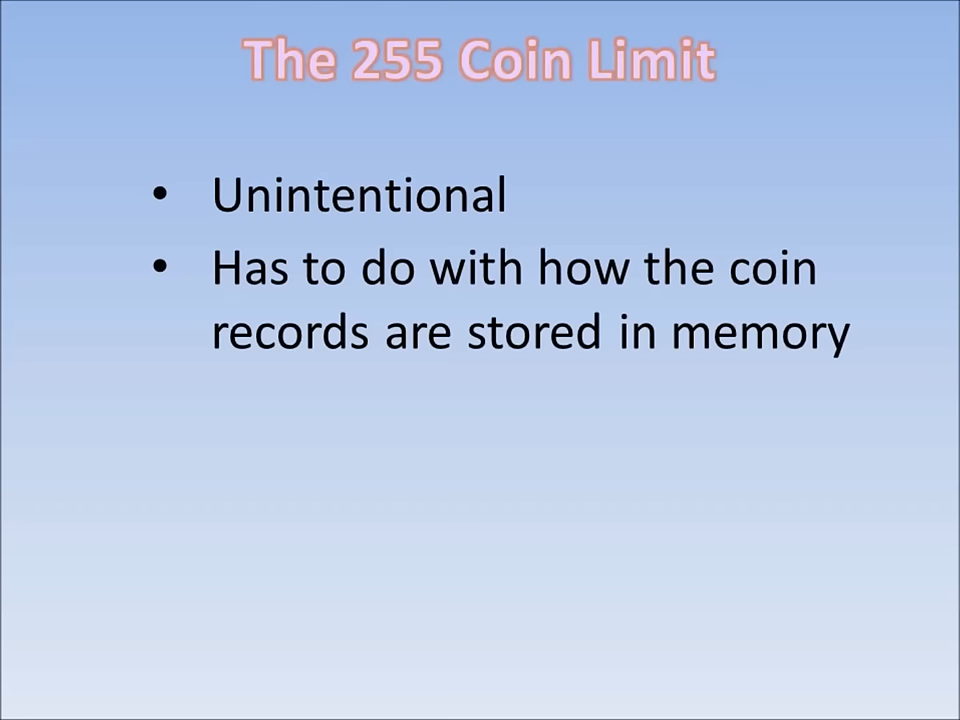 The 255 Coin Limit
• Unintentional
• Has to do with how the coin
records are stored in memory